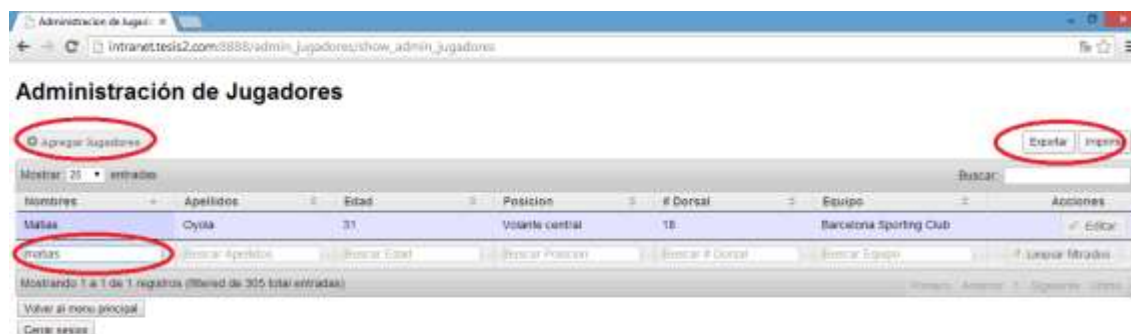 Administracion de Jugad
intranet.tesis2.com:8888/admin_jugadores/show_admin_jugadores
Administración de Jugadores
Agregar Jugadores
Exportar Imprimir
Mostrar 25 entradas
Buscar:
Nombres Apellidos Edad Posicion # Dorsal Equipo Acciones
Matias Oyola 31 Volante central 18 Barcelona Sporting Club Editar
matias Buscar Apellidos Buscar Edad Buscar Posicion Buscar # Dorsal Buscar Equipo Limpiar filtrados
Mostrando 1 a 1 de 1 registros (filtered de 305 total entradas)
Primero Anterior 1 Siguiente Ultimo
Volver al menu principal
Cerrar sesion